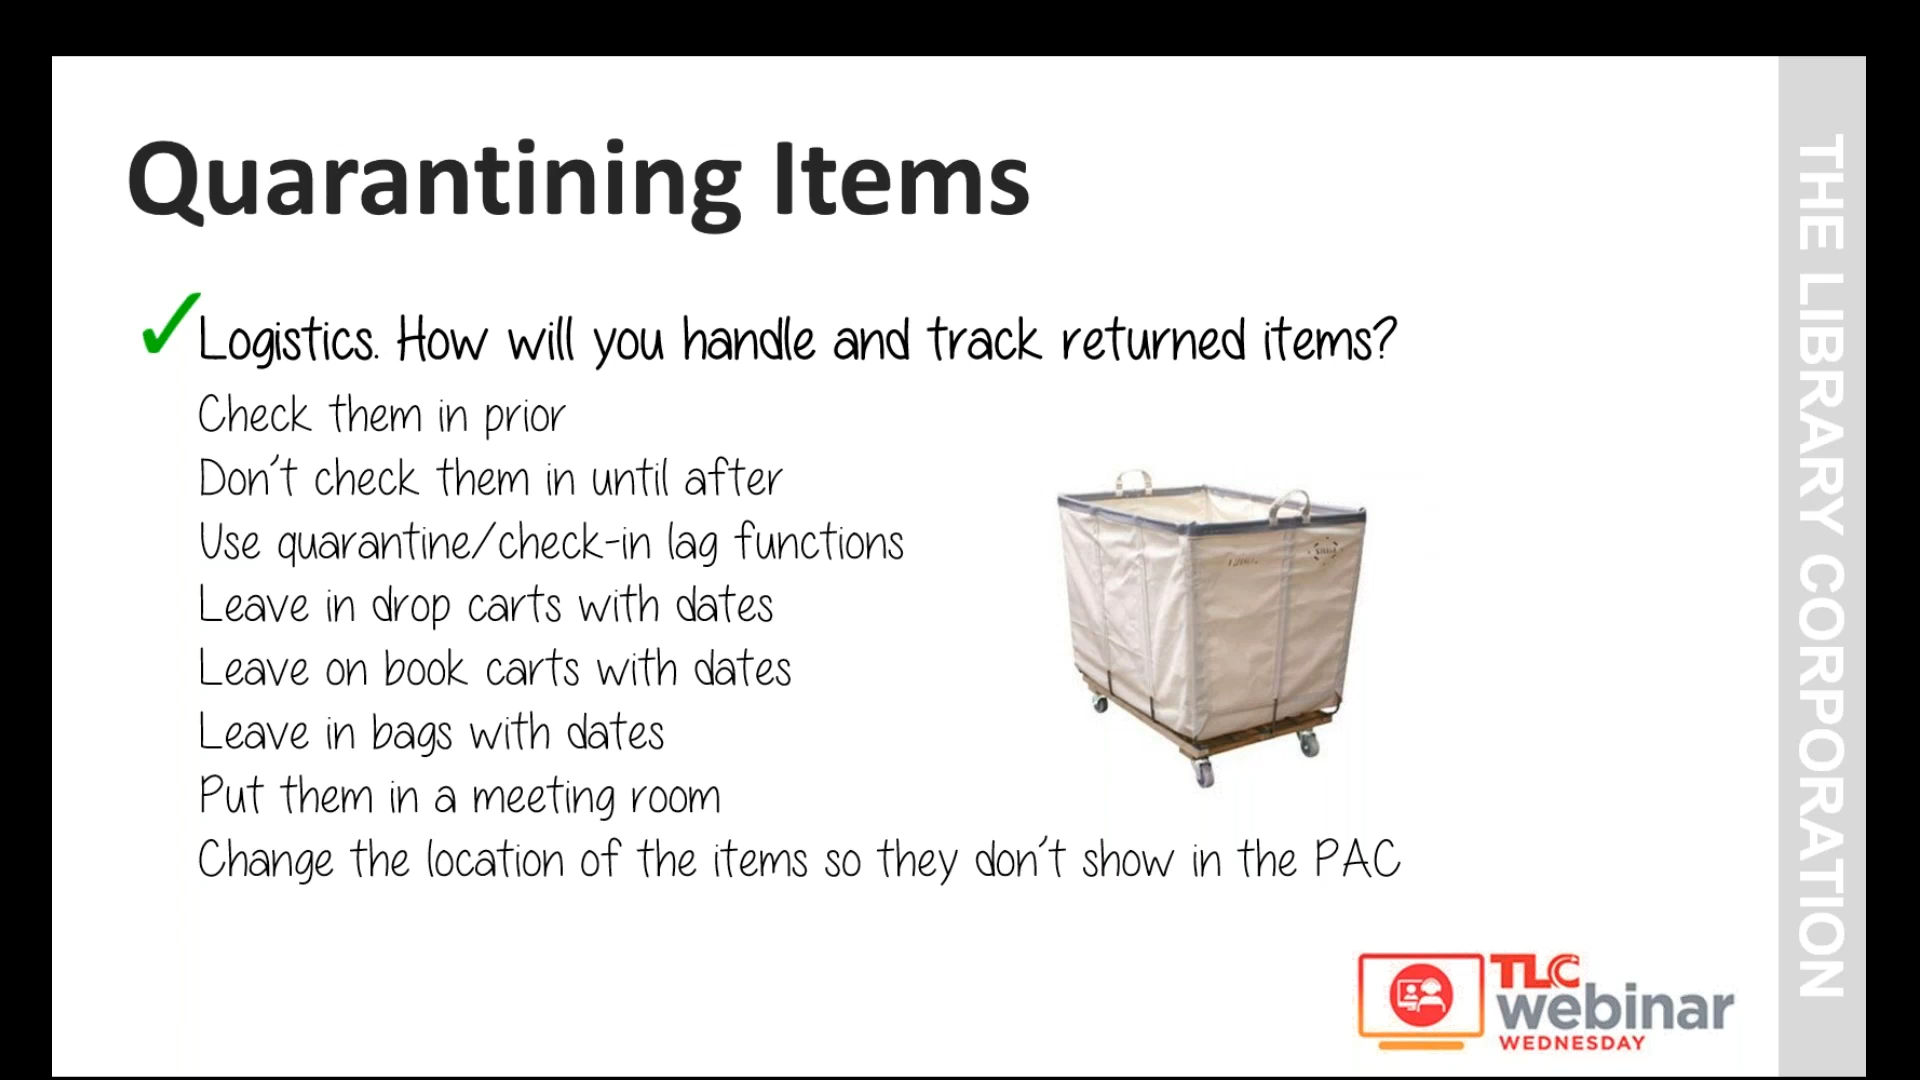 Quarantining Items
Logistics. How will you handle and track returned items?
Check them in prior
Don't check them in until after
Use quarantine/check-in lag functions
Leave in drop carts with dates
Leave on book carts with dates
Leave in bags with dates
Put them in a meeting room
Change the location of the items so they don't show in the PAC
TLC
webinar
WEDNESDAY
THE LIBRARY CORPORATION